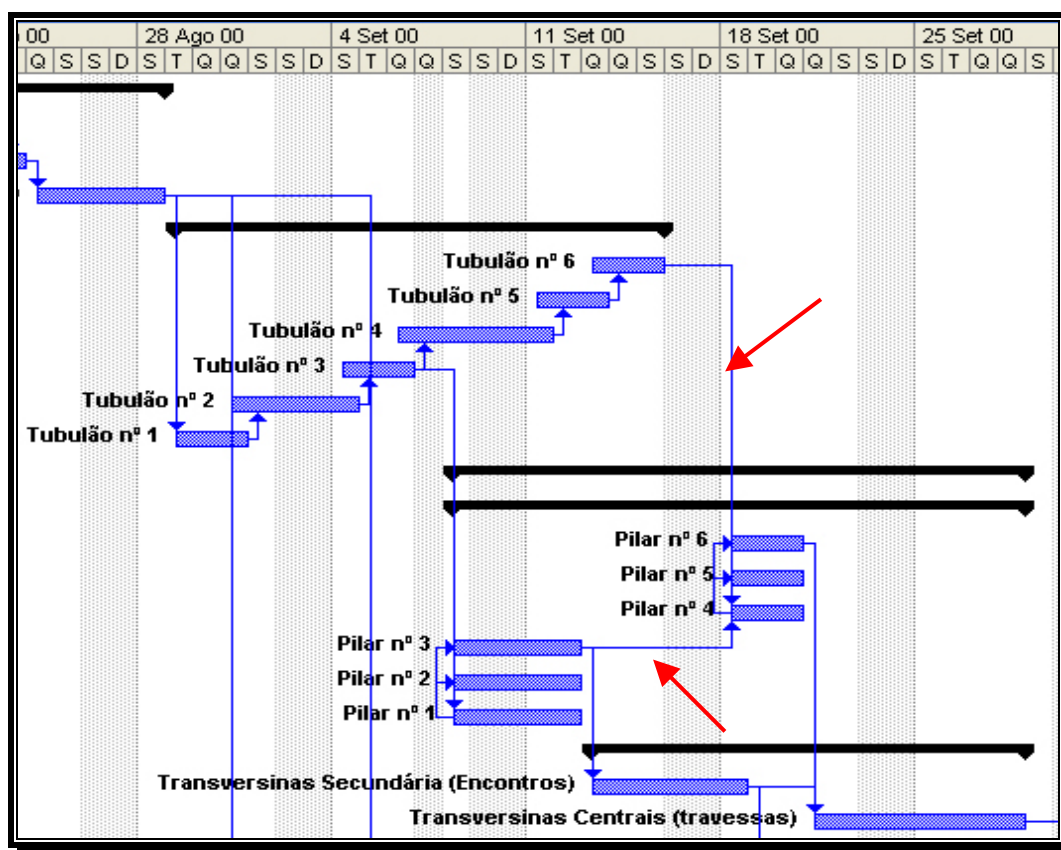 00 28 Ago 00 4 Set 00 11 Set 00 18 Set 00 25 Set 00
Q S S D S T Q Q S S D S T Q Q S S D S T Q Q S S D S T Q Q S S D S T Q Q S
Tubulão nº 6
Tubulão nº 5
Tubulão nº 4
Tubulão nº 3
Tubulão nº 2
Tubulão nº 1
Pilar nº 6
Pilar nº 5
Pilar nº 4
Pilar nº 3
Pilar nº 2
Pilar nº 1
Transversinas Secundária (Encontros)
Transversinas Centrais (travessas)